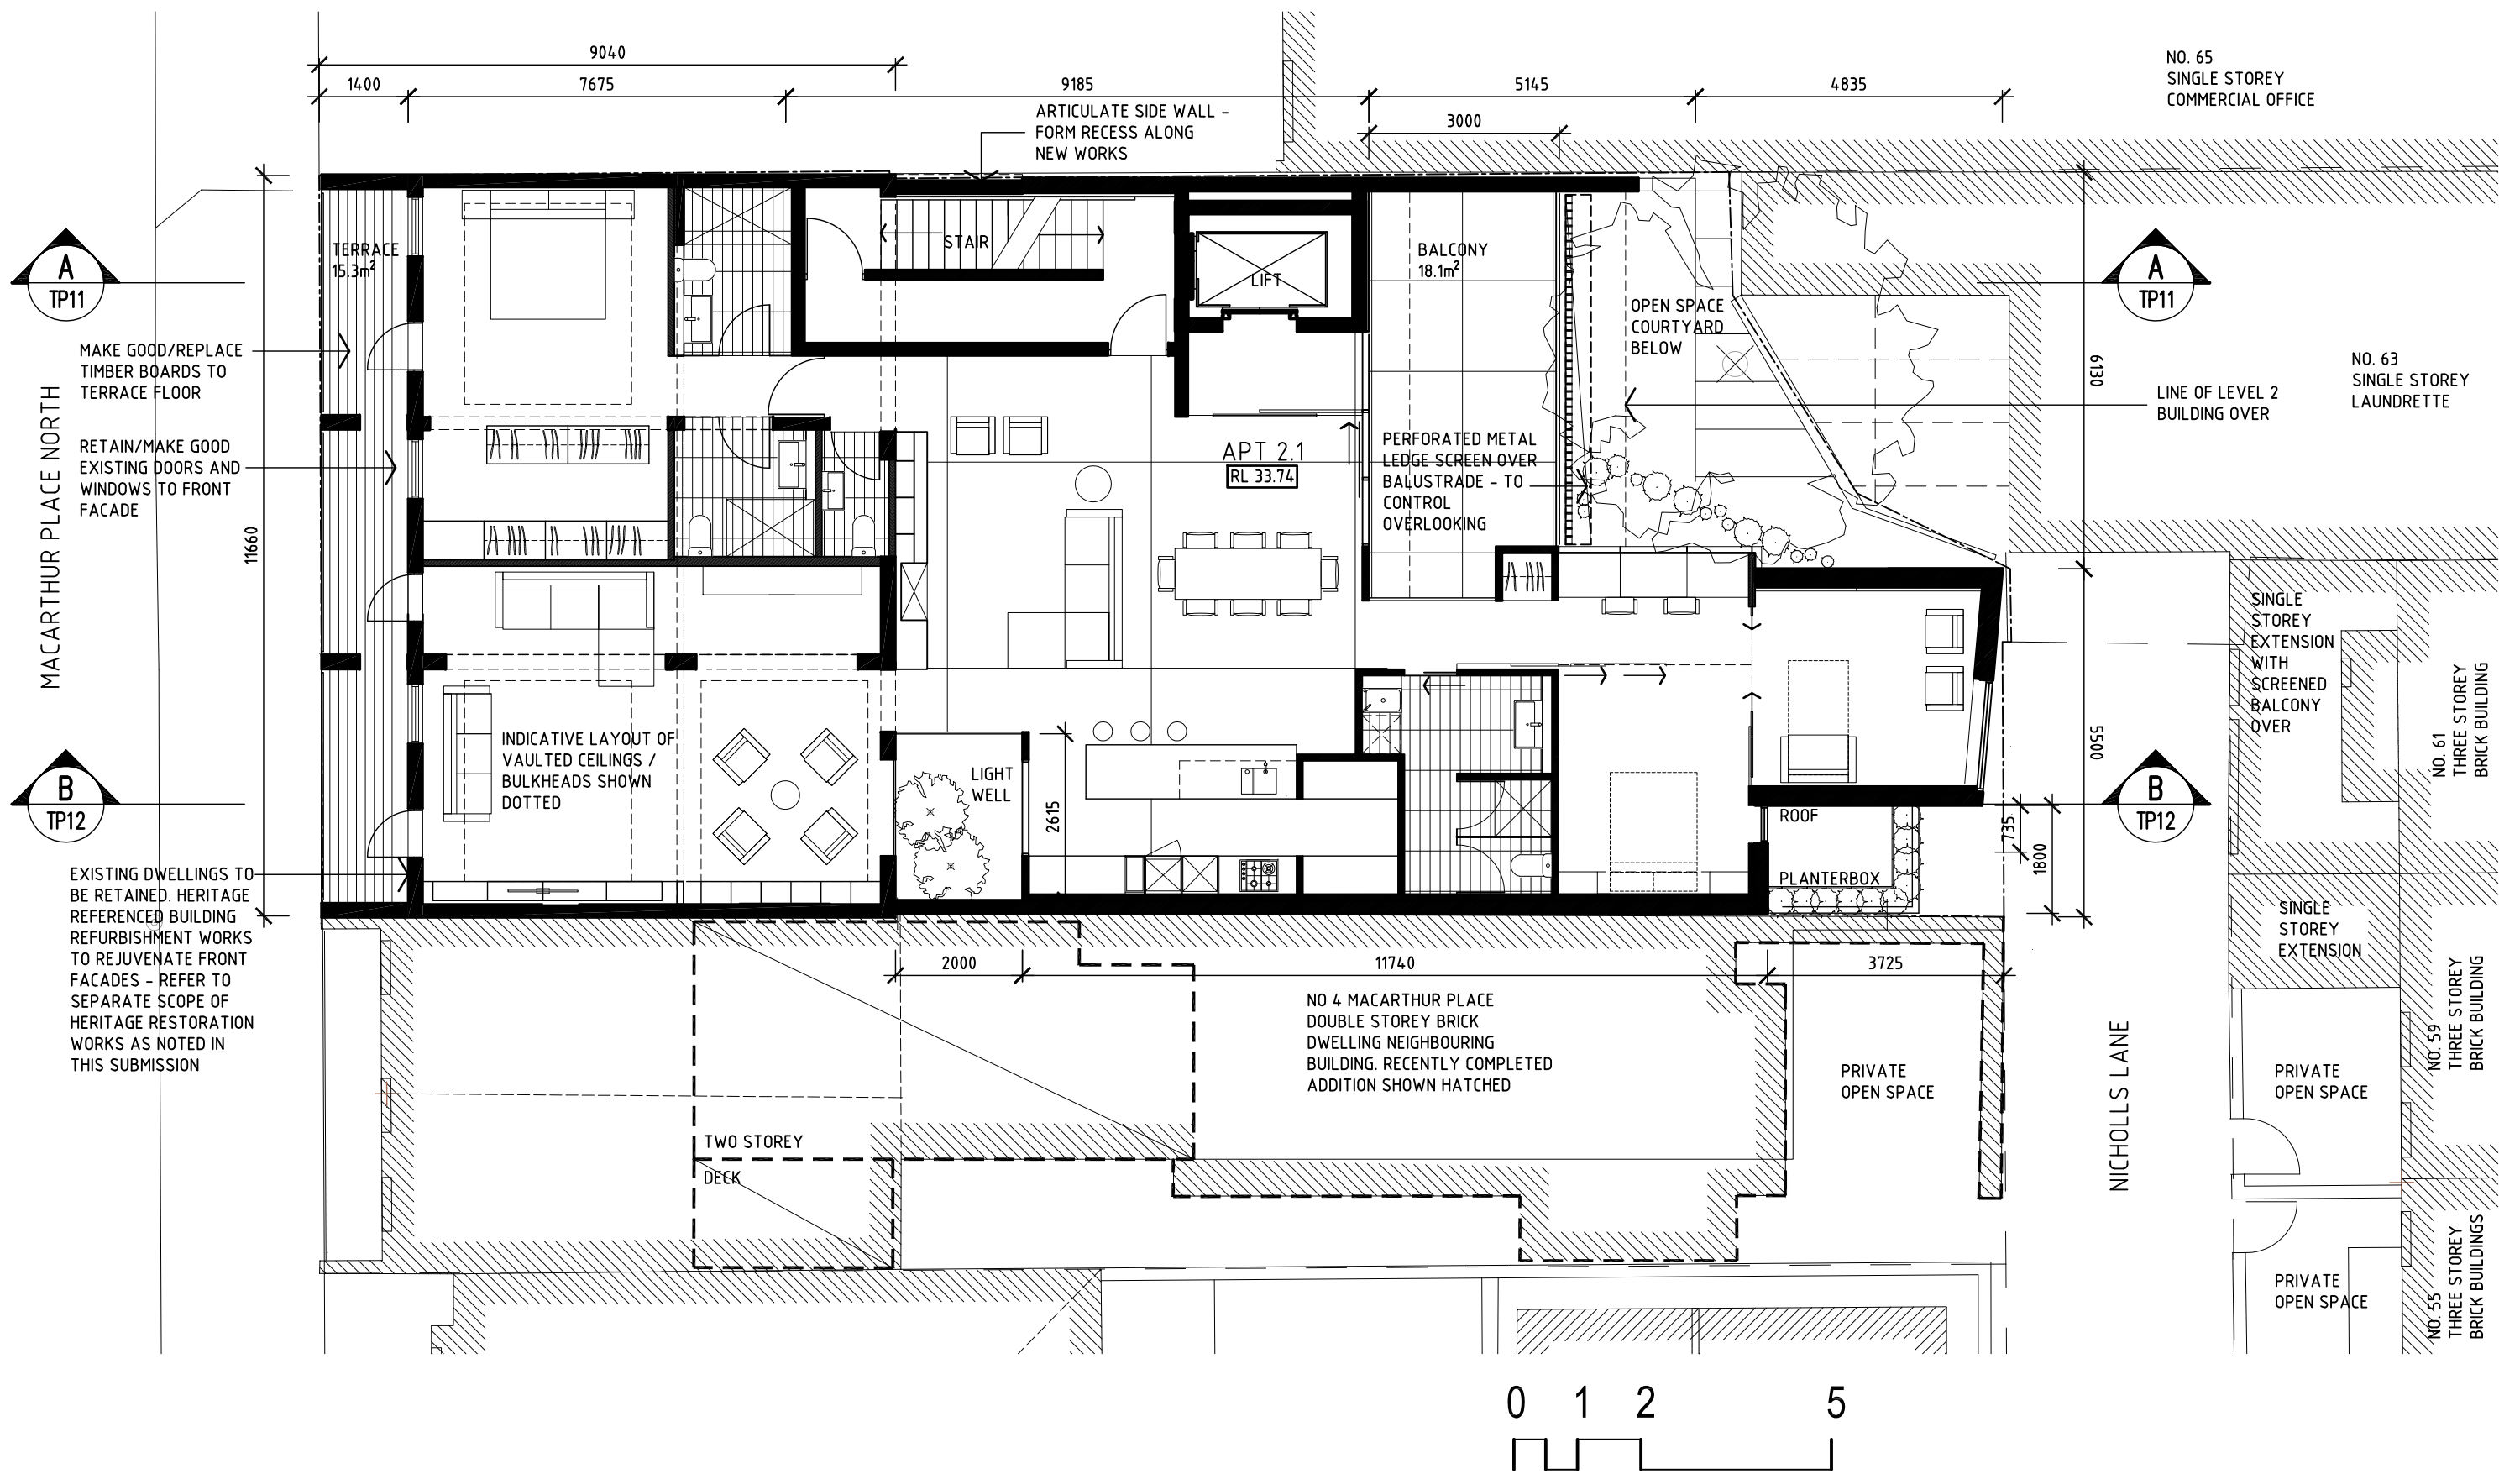 9040
1400
7675
9185
5145
4835
3000
NO. 65
SINGLE STOREY
COMMERCIAL OFFICE
ARTICULATE SIDE WALL -
FORM RECESS ALONG
NEW WORKS
A
TP11
TERRACE
15.3m²
STAIR
LIFT
BALCONY
18.1m²
OPEN SPACE
COURTYARD
BELOW
A
TP11
6130
MAKE GOOD/REPLACE
TIMBER BOARDS TO
TERRACE FLOOR
NO. 63
SINGLE STOREY
LAUNDRETTE
LINE OF LEVEL 2
BUILDING OVER
MACARTHUR PLACE NORTH
RETAIN/MAKE GOOD
EXISTING DOORS AND
WINDOWS TO FRONT
FACADE
11660
APT 2.1
RL 33.74
PERFORATED METAL
LEDGE SCREEN OVER
BALUSTRADE - TO
CONTROL
OVERLOOKING
SINGLE
STOREY
EXTENSION
WITH
SCREENED
BALCONY
OVER
NO. 61
THREE STOREY
BRICK BUILDING
5500
INDICATIVE LAYOUT OF
VAULTED CEILINGS /
BULKHEADS SHOWN
DOTTED
LIGHT
WELL
2615
B
TP12
B
TP12
ROOF
735
1800
PLANTERBOX
EXISTING DWELLINGS TO
BE RETAINED. HERITAGE
REFERENCED BUILDING
REFURBISHMENT WORKS
TO REJUVENATE FRONT
FACADES - REFER TO
SEPARATE SCOPE OF
HERITAGE RESTORATION
WORKS AS NOTED IN
THIS SUBMISSION
SINGLE
STOREY
EXTENSION
2000
11740
3725
NO 4 MACARTHUR PLACE
DOUBLE STOREY BRICK
DWELLING NEIGHBOURING
BUILDING. RECENTLY COMPLETED
ADDITION SHOWN HATCHED
NO. 59
THREE STOREY
BRICK BUILDING
PRIVATE
OPEN SPACE
NICHOLLS LANE
PRIVATE
OPEN SPACE
TWO STOREY
DECK
PRIVATE
OPEN SPACE
NO. 55
THREE STOREY
BRICK BUILDINGS
0 1 2 5